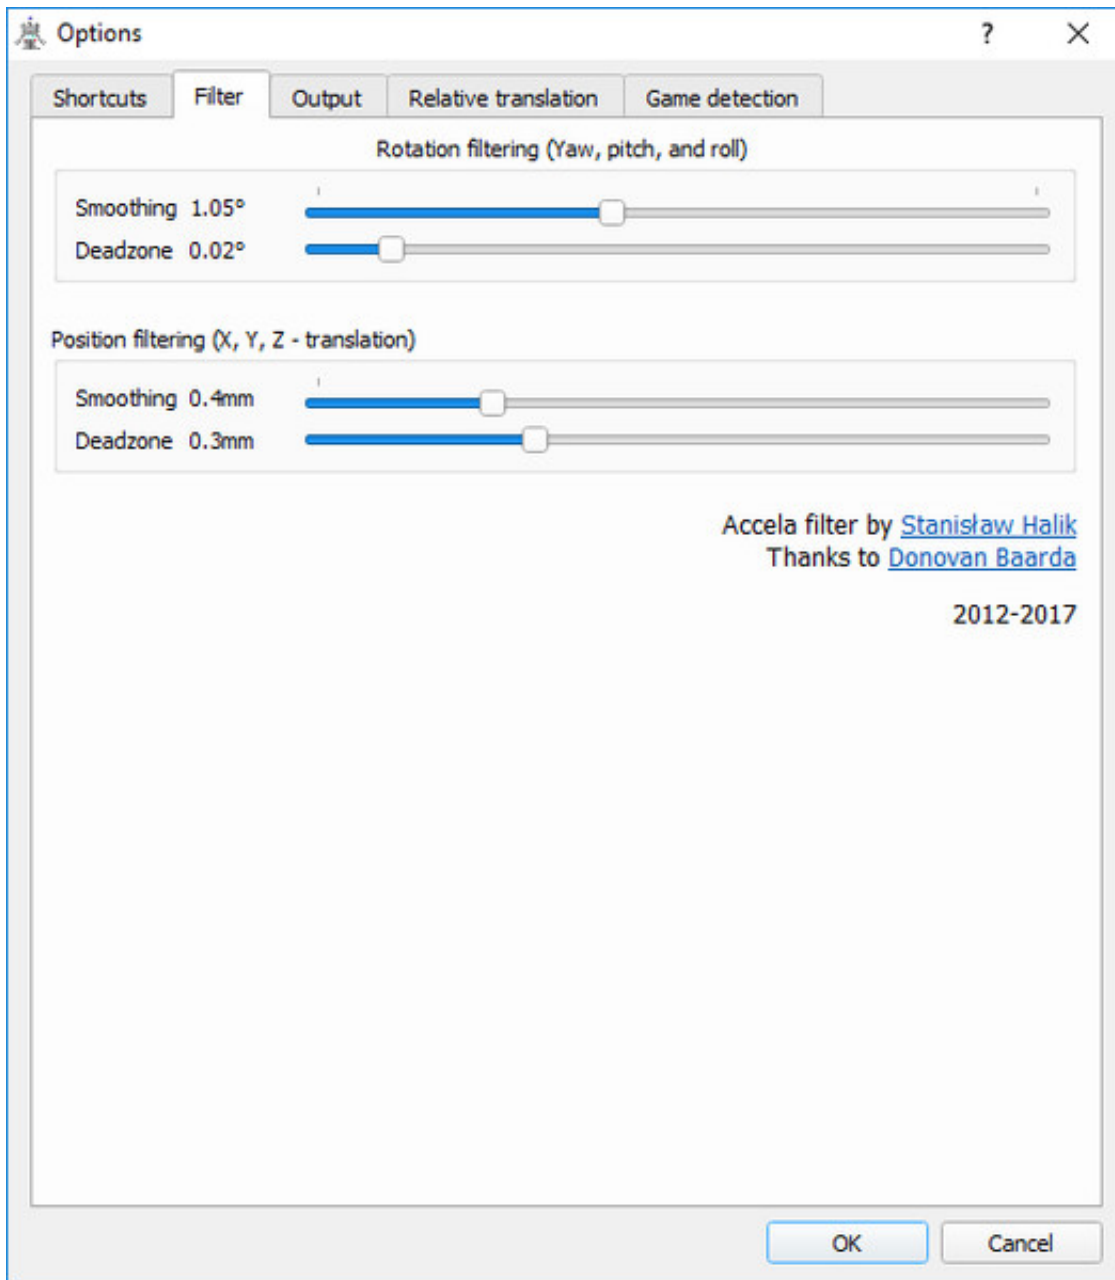 Options
?
Shortcuts Filter Output Relative translation Game detection
Rotation filtering (Yaw, pitch, and roll)
Smoothing 1.05°
Deadzone 0.02°
Position filtering (X, Y, Z - translation)
Smoothing 0.4mm
Deadzone 0.3mm
Accela filter by Stanisław Halik
Thanks to Donovan Baarda
2012-2017
OK Cancel